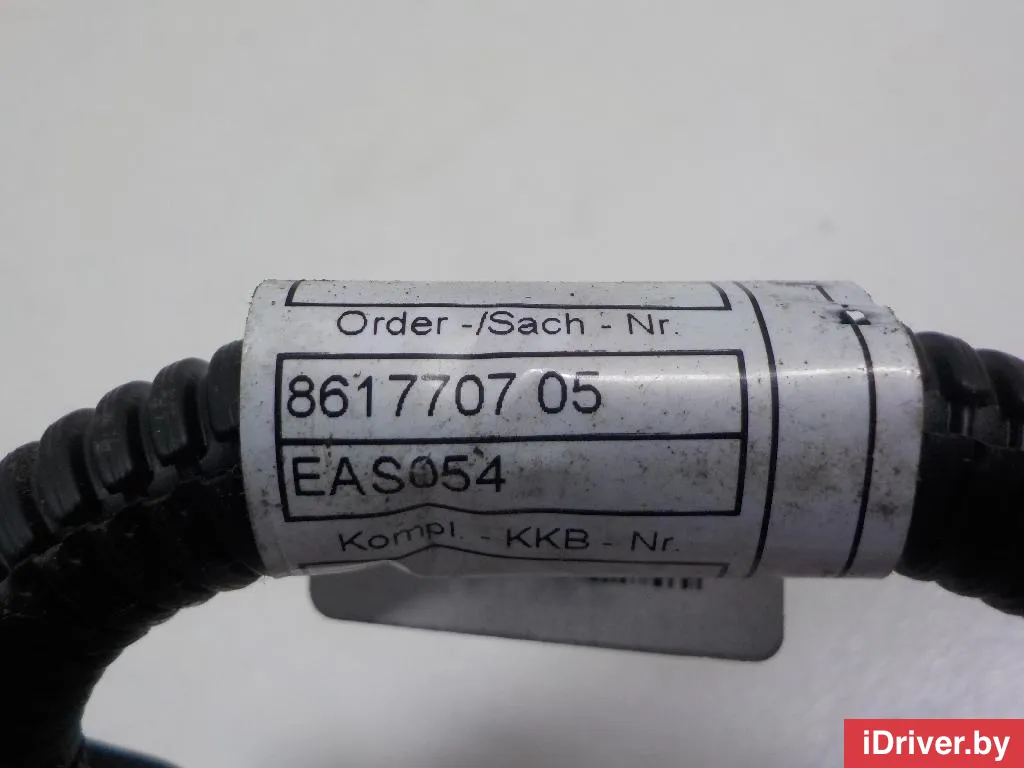 Order -/Sach - Nr.
8617707 05
EAS054
Kompl. - KKB - Nr.
iDriver.by